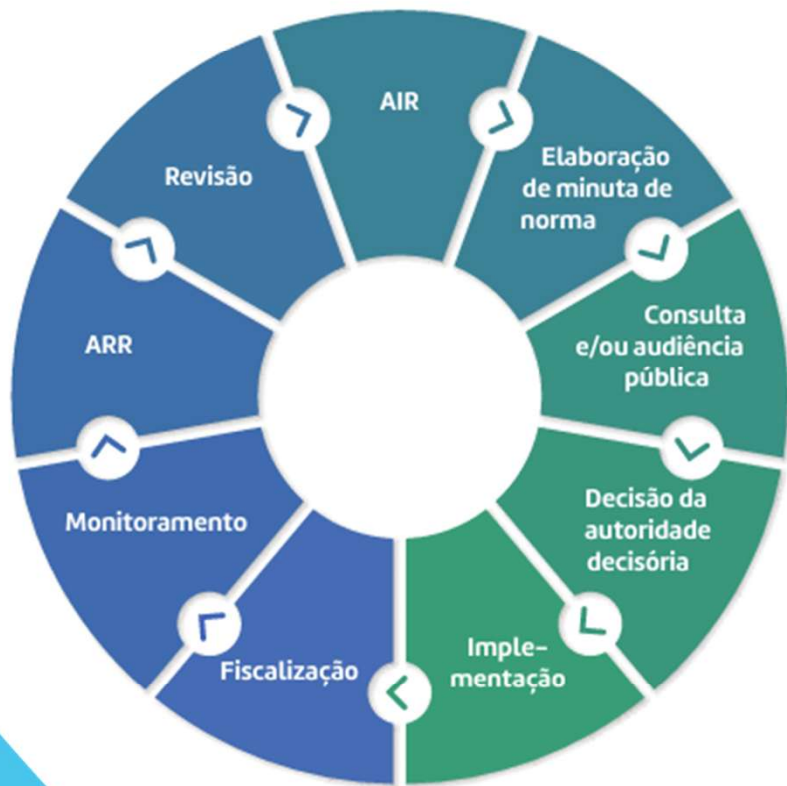 AIR
Elaboração
de minuta de
norma
Consulta
e/ou audiência
pública
Decisão da
autoridade
decisória
Imple-
mentação
Fiscalização
Monitoramento
ARR
Revisão